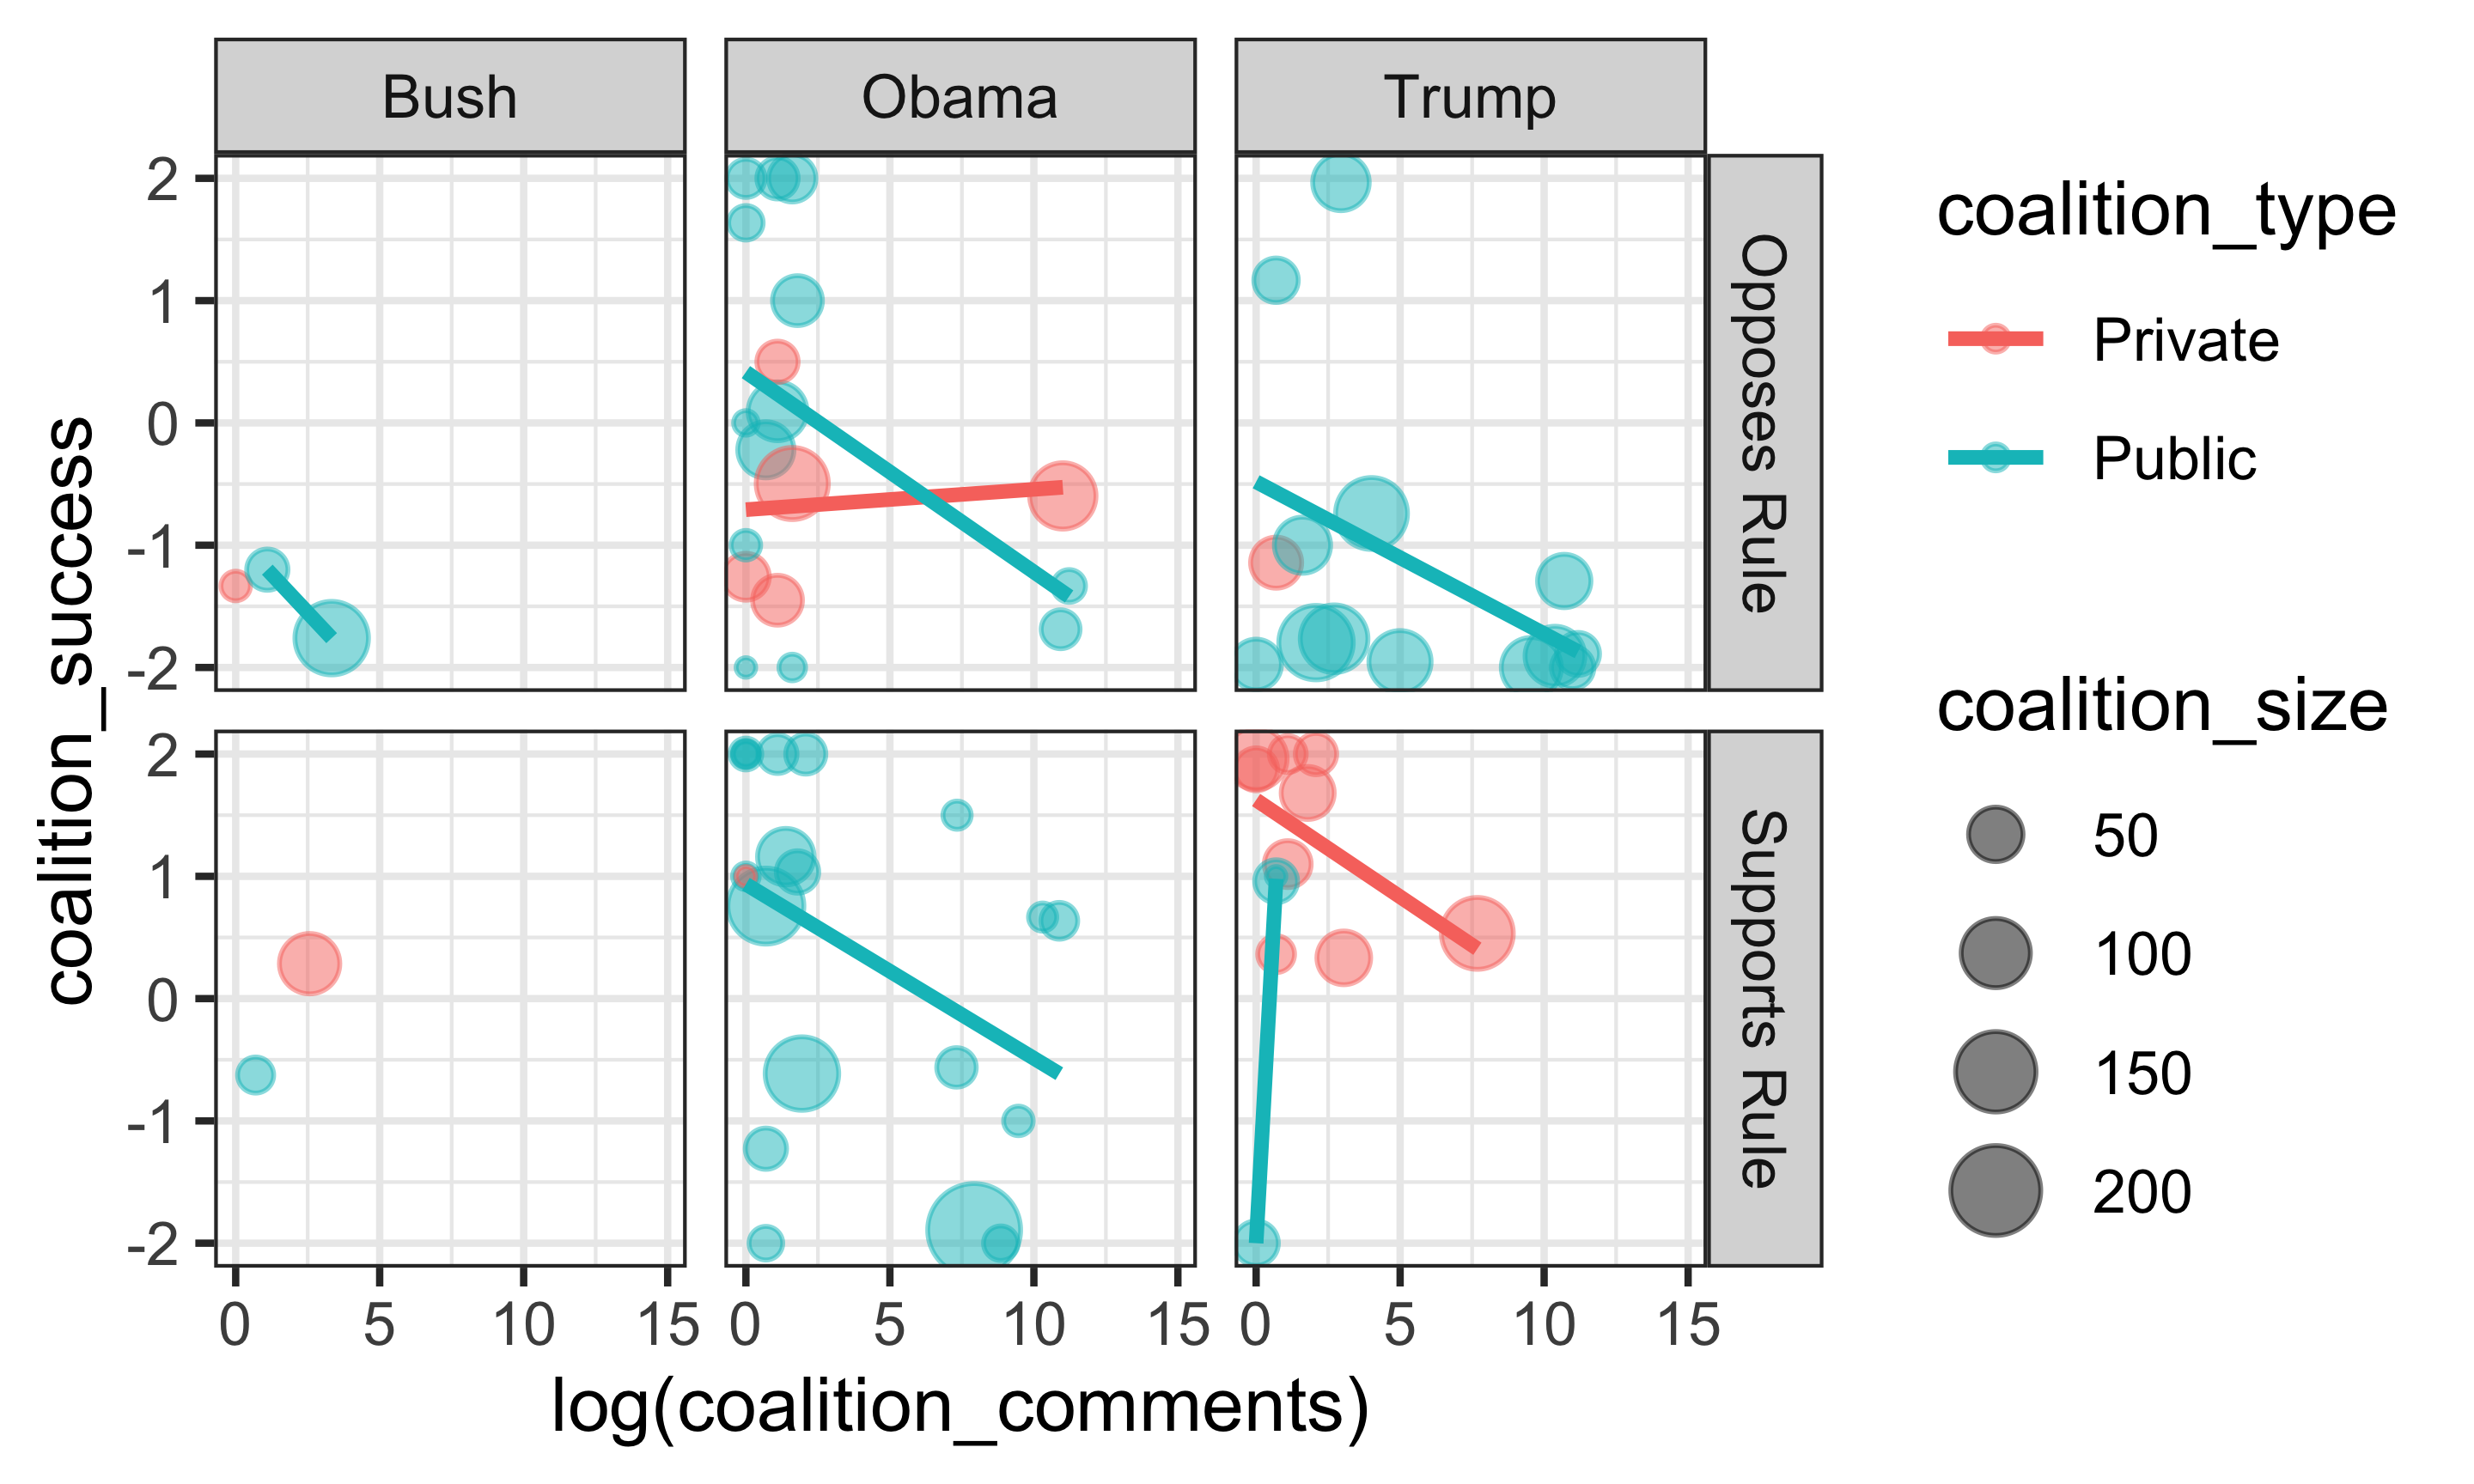 Bush
Obama
Trump
2
1
0
-1
-2
Opposes Rule
2
1
0
-1
-2
Supports Rule
coalition_success
0
5
10
15
0
5
10
15
0
5
10
15
log(coalition_comments)
coalition_type
Private
Public
coalition_size
50
100
150
200